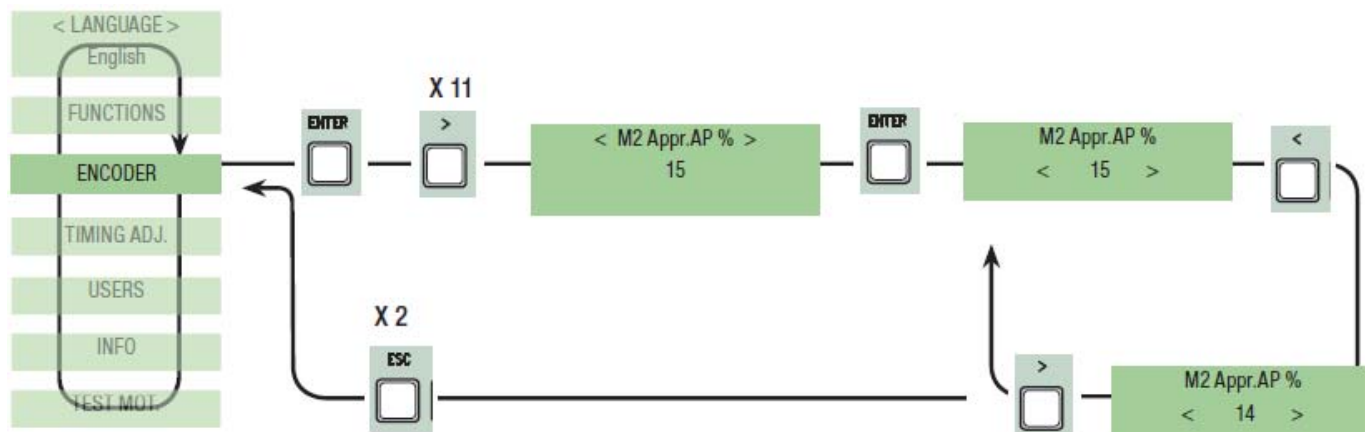 < LANGUAGE >
English
FUNCTIONS
ENCODER
TIMING ADJ.
USERS
INFO
TEST MOT.
ENTER
X 11
>
< M2 Appr.AP % >
15
ENTER
M2 Appr.AP %
< 15 >
<
X 2
ESC
>
M2 Appr.AP %
< 14 >